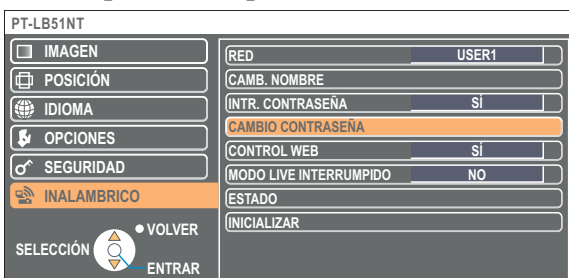 PT-LB51NT
IMAGEN
POSICIÓN
IDIOMA
OPCIONES
SEGURIDAD
INALAMBRICO
VOLVER
SELECCIÓN
ENTRAR
RED USER1
CAMB. NOMBRE
INTR. CONTRASEÑA SÍ
CAMBIO CONTRASEÑA
CONTROL WEB SÍ
MODO LIVE INTERRUMPIDO NO
ESTADO
INICIALIZAR